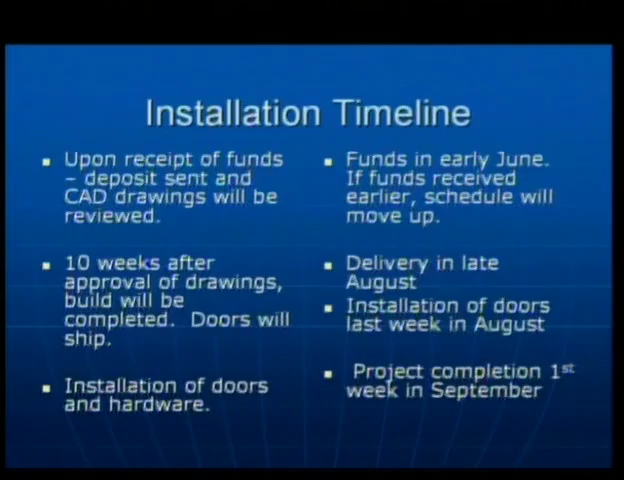 Installation Timeline
Upon receipt of funds
– deposit sent and
CAD drawings will be
reviewed.
10 weeks after
approval of drawings,
build will be
completed.  Doors will
ship.
Installation of doors
and hardware.
Funds in early June.
If funds received
earlier, schedule will
move up.
Delivery in late
August
Installation of doors
last week in August
Project completion 1st
week in September